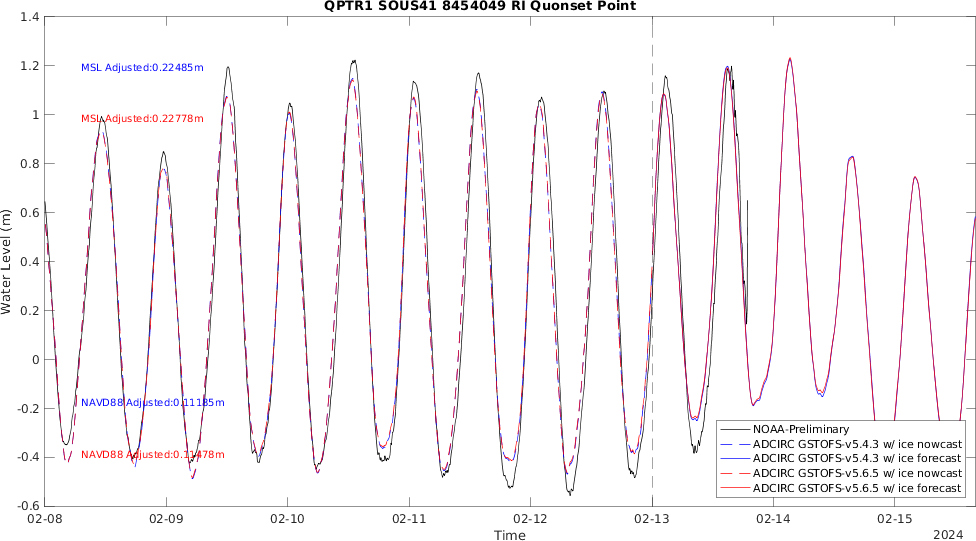 QPTR1 SOUS41 8454049 RI Quonset Point
1.4
1.2
1
0.8
0.6
0.4
0.2
0
-0.2
-0.4
-0.6
Water Level (m)
MSL Adjusted:0.22485m
MSL Adjusted:0.22778m
NAVD88 Adjusted:0.11185m
NAVD88 Adjusted:0.11478m
NOAA-Preliminary
ADCIRC GSTOFS-v5.4.3 w/ ice nowcast
ADCIRC GSTOFS-v5.4.3 w/ ice forecast
ADCIRC GSTOFS-v5.6.5 w/ ice nowcast
ADCIRC GSTOFS-v5.6.5 w/ ice forecast
02-08 02-09 02-10 02-11 02-12 02-13 02-14 02-15
Time
2024